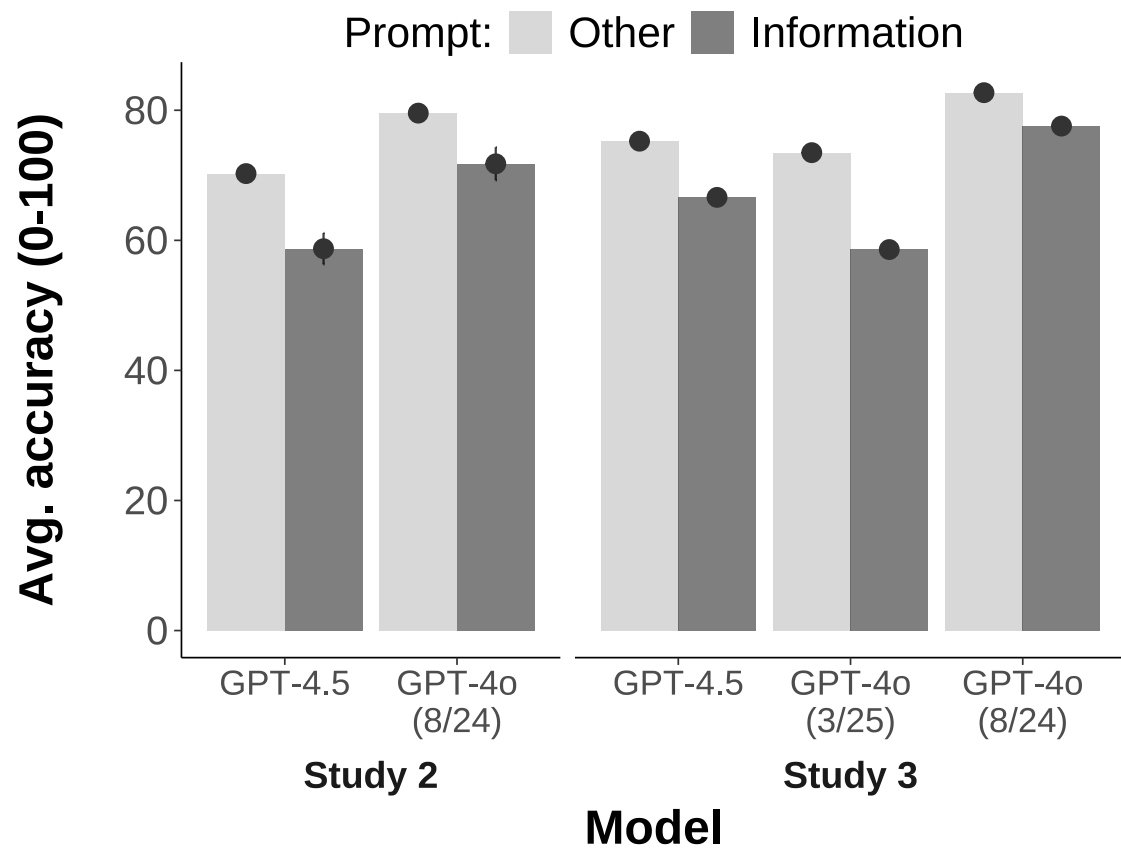 Prompt: Other Information
Avg. accuracy (0-100)
80
60
40
20
0
GPT-4.5 GPT-4o GPT-4.5 GPT-4o GPT-4o
(8/24) (3/25) (8/24)
Study 2 Study 3
Model